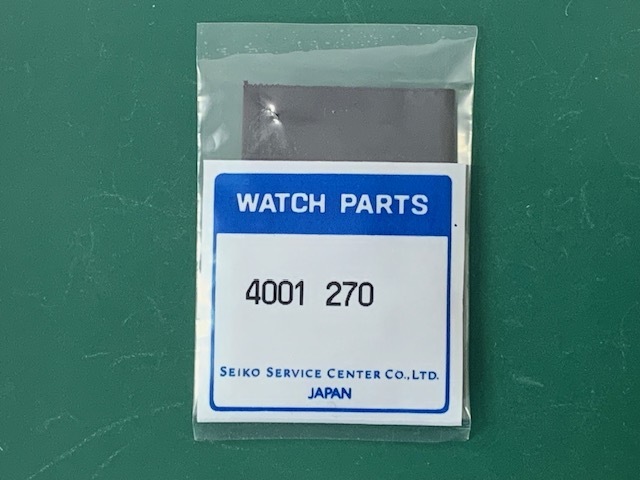 WATCH PARTS
4001 270
SEIKO SERVICE CENTER CO.,LTD.
JAPAN